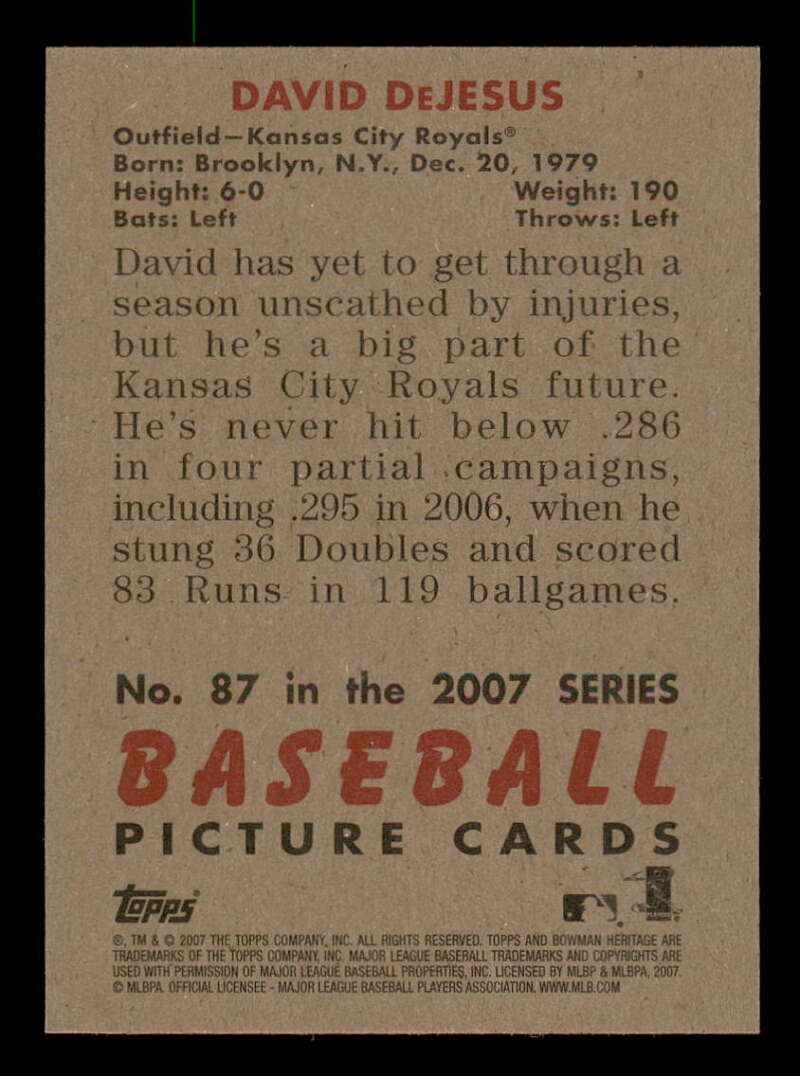 DAVID DeJESUS
Outfield—Kansas City Royals®
Born: Brooklyn, N.Y., Dec. 20, 1979
Height: 6-0 Weight: 190
Bats: Left Throws: Left
David has yet to get through a
season unscathed by injuries,
but he's a big part of the
Kansas City Royals future.
He's never hit below .286
in four partial campaigns,
including .295 in 2006, when he
stung 36 Doubles and scored
83 Runs in 119 ballgames.
No. 87 in the 2007 SERIES
BASEBALL
PICTURE CARDS
Topps
®, TM & © 2007 THE TOPPS COMPANY, INC. ALL RIGHTS RESERVED. TOPPS AND BOWMAN HERITAGE ARE
TRADEMARKS OF THE TOPPS COMPANY, INC. MAJOR LEAGUE BASEBALL TRADEMARKS AND COPYRIGHTS ARE
USED WITH PERMISSION OF MAJOR LEAGUE BASEBALL PROPERTIES, INC. LICENSED BY MLBP & MLBPA, 2007.
© MLBPA. OFFICIAL LICENSEE - MAJOR LEAGUE BASEBALL PLAYERS ASSOCIATION. WWW.MLB.COM